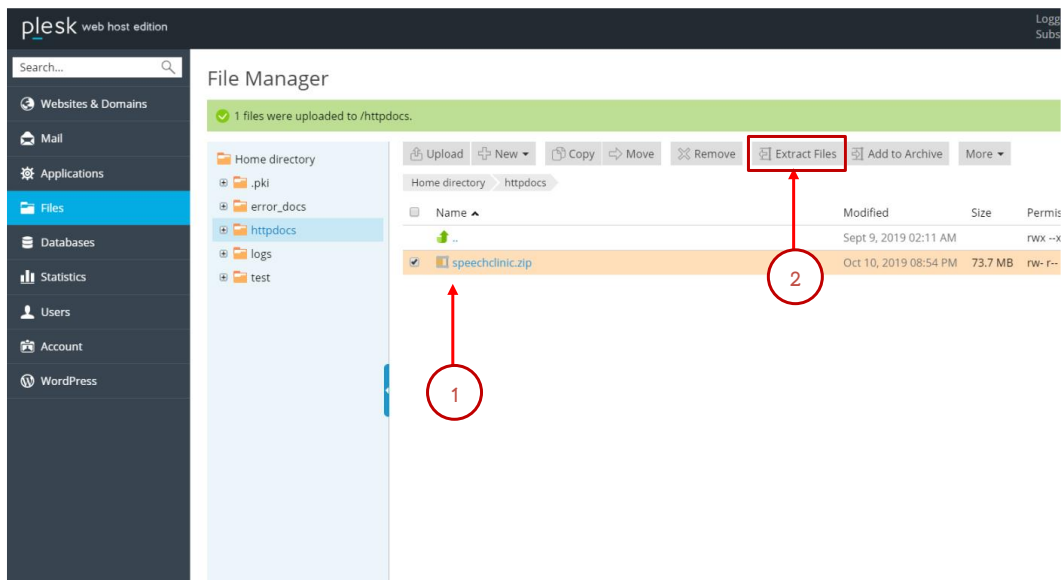 plesk web host edition
Logg
Subs
Search...
Websites & Domains
Mail
Applications
Files
Databases
Statistics
Users
Account
WordPress
File Manager
1 files were uploaded to /httpdocs.
Home directory
.pki
error_docs
httpdocs
logs
test
Upload New Copy Move Remove Extract Files Add to Archive More
Home directory httpdocs
Name Modified Size Permis
.. Sept 9, 2019 02:11 AM rwx --x
speechclinic.zip Oct 10, 2019 08:54 PM 73.7 MB rw- r--
2
1